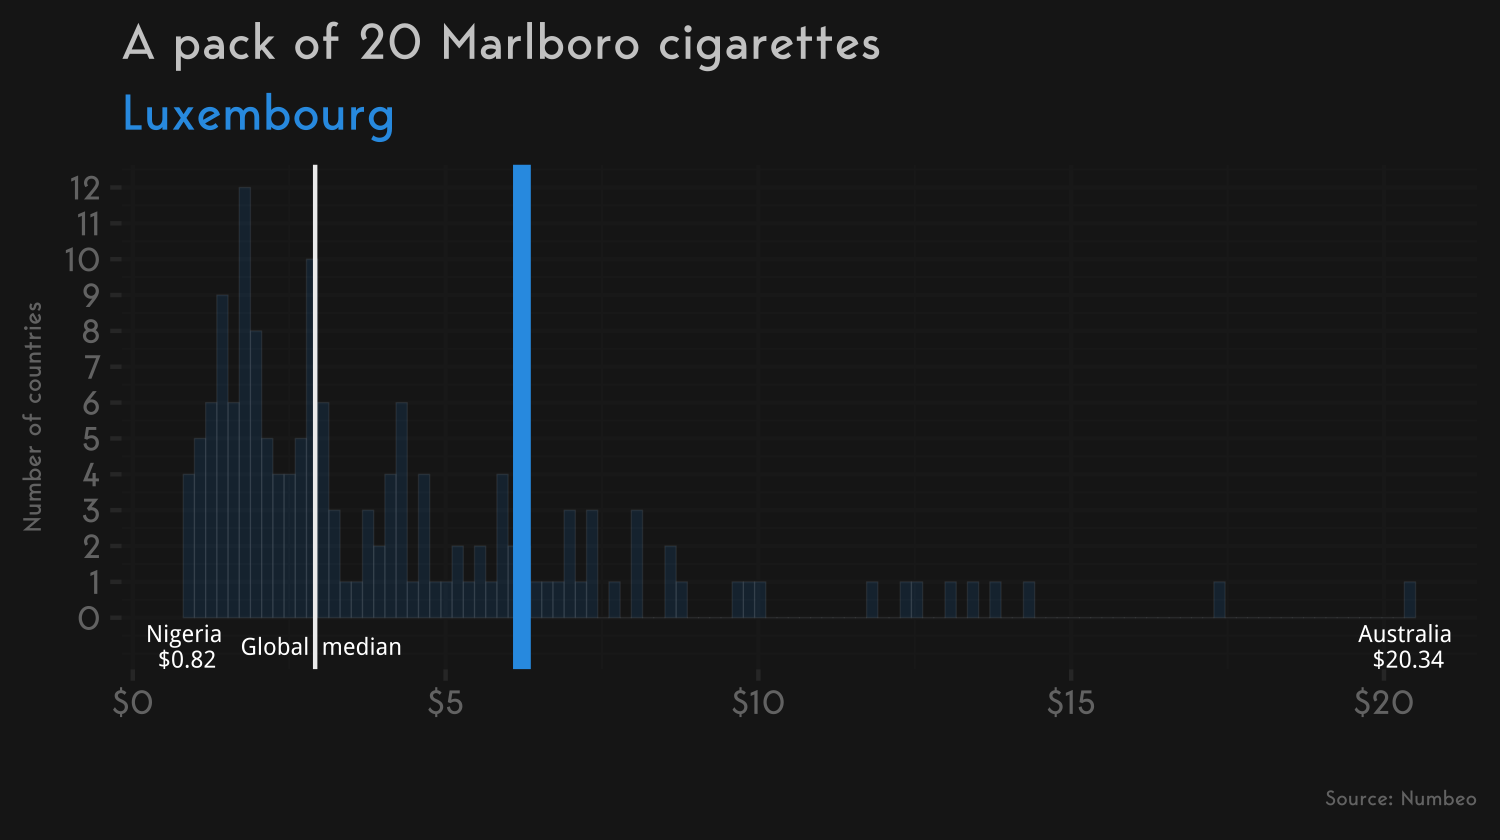 A pack of 20 Marlboro cigarettes
Luxembourg
Number of countries
12
11
10
9
8
7
6
5
4
3
2
1
0
Nigeria
$0.82
Global median
Australia
$20.34
$0 $5 $10 $15 $20
Source: Numbeo